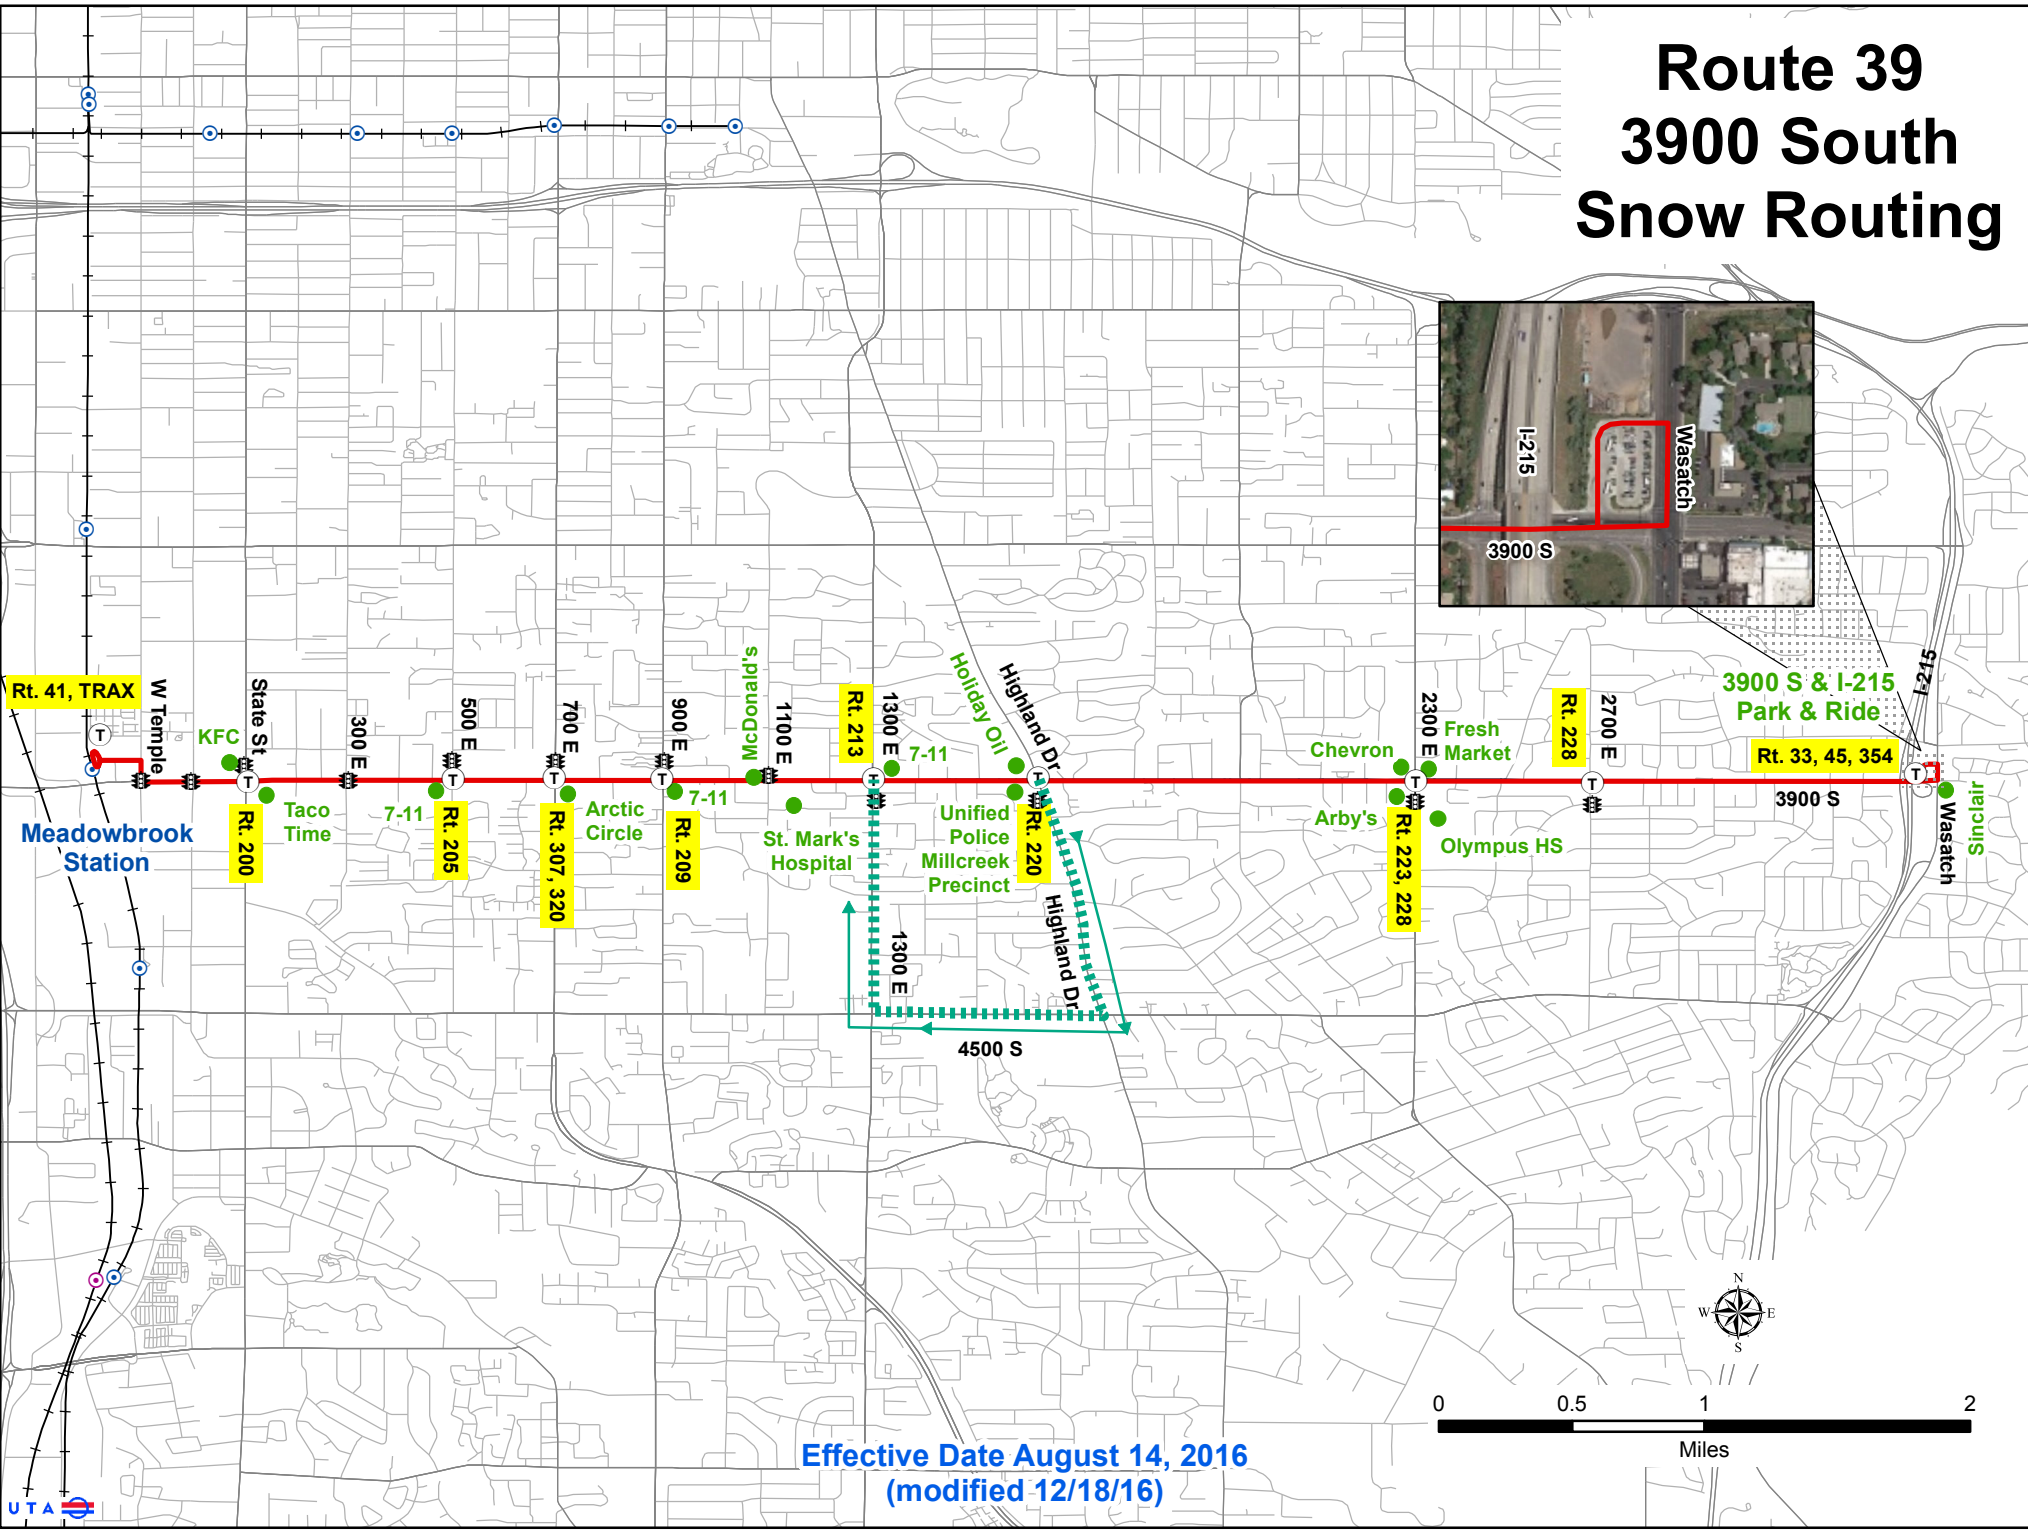 Route 39
3900 South
Snow Routing
I-215
Wasatch
3900 S
Rt. 41, TRAX
T
W Temple
KFC
State St
T
300 E
500 E
T
700 E
T
900 E
T
McDonald's
1100 E
Rt. 213
1300 E
T
7-11
Holiday Oil
Highland Dr
T
Chevron
2300 E
T
Fresh
Market
Rt. 228
2700 E
T
3900 S & I-215
Park & Ride
I-215
Rt. 33, 45, 354
T
3900 S
Wasatch
Sinclair
Meadowbrook
Station
Rt. 200
Taco
Time
7-11
Rt. 205
Rt. 307, 320
Arctic
Circle
7-11
Rt. 209
St. Mark's
Hospital
Unified
Police
Millcreek
Precinct
Rt. 220
Arby's
Rt. 223, 228
Olympus HS
1300 E
Highland Dr
4500 S
N
W
E
S
0
0.5
1
2
Miles
Effective Date August 14, 2016
(modified 12/18/16)
UTA